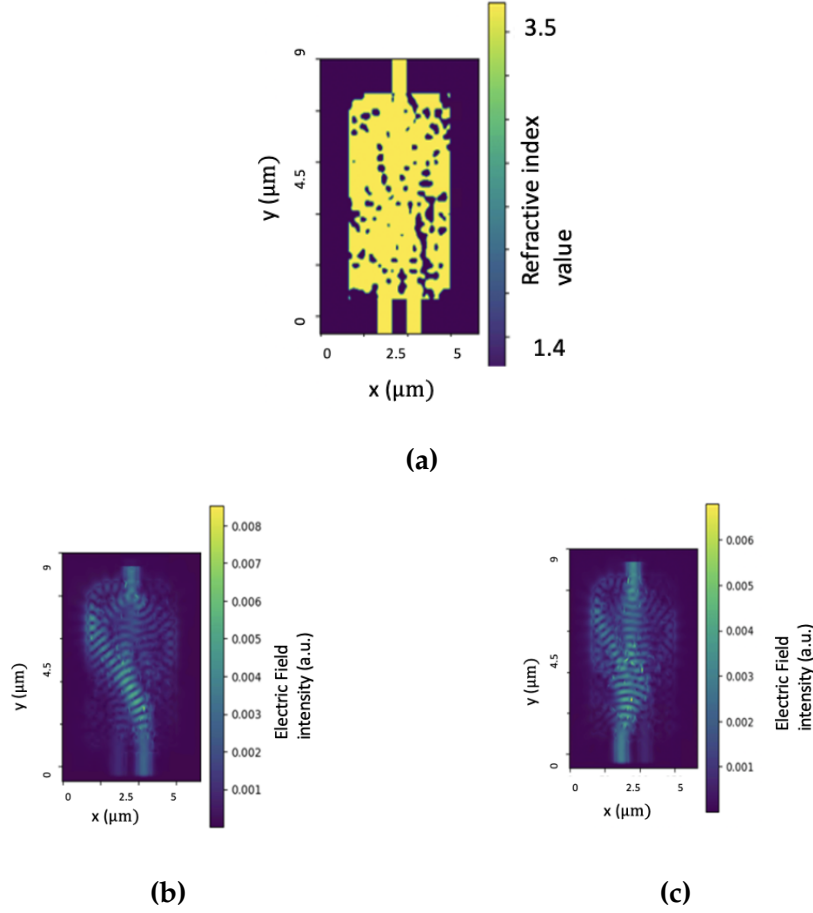 3.5
Refractive index
value
1.4
y (μm)
9
4.5
0
0
2.5
5
x (μm)
(a)
0.008
0.007
0.006
0.005
0.004
0.003
0.002
0.001
Electric Field
intensity (a.u.)
y (μm)
9
4.5
0
0
2.5
5
x (μm)
(b)
0.006
0.005
0.004
0.003
0.002
0.001
Electric Field
intensity (a.u.)
y (μm)
9
4.5
0
0
2.5
5
x (μm)
(c)